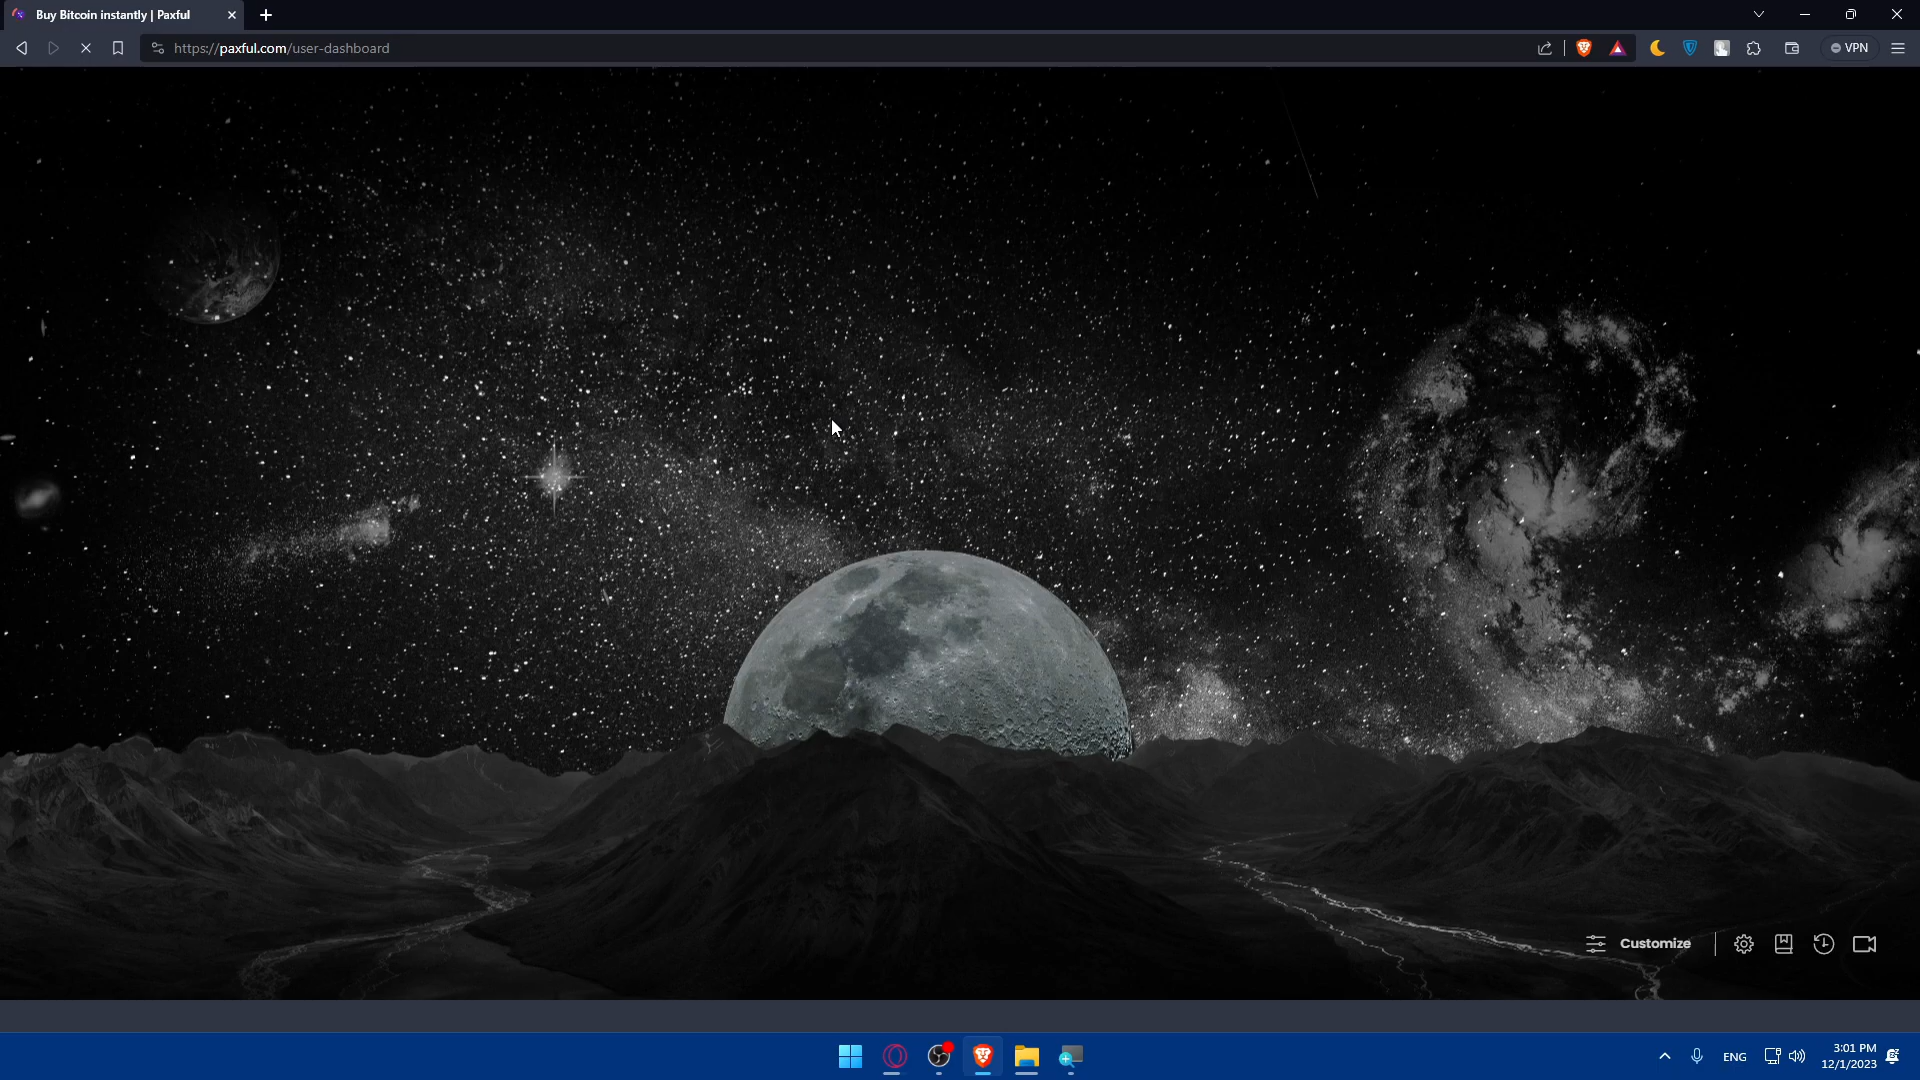 Buy Bitcoin instantly | Paxful
https://paxful.com/user-dashboard
VPN
Customize
ENG
3:01 PM
12/1/2023